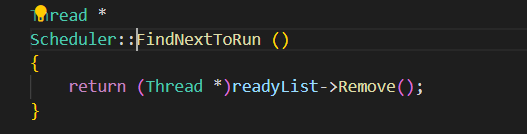 Thread *
Scheduler::FindNextToRun ()
{
    return (Thread *)readyList->Remove();
}